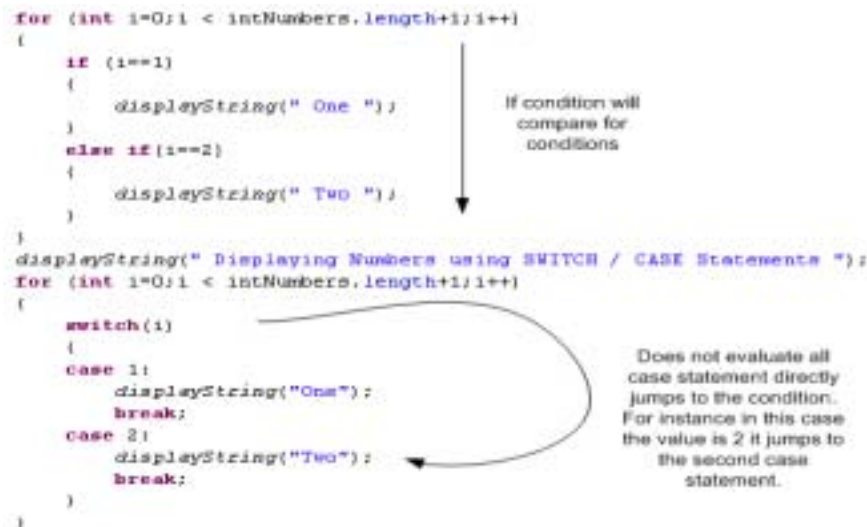 for (int i=0;i < intNumbers.length+1;i++)
{
if (i==1)
{
displayString(" One ");
}
else if(i==2)
{
displayString(" Two ");
}
}
If condition will
compare for
conditions
displayString(" Displaying Numbers using SWITCH / CASE Statements ");
for (int i=0;i < intNumbers.length+1;i++)
{
switch(i)
{
case 1:
displayString("One");
break;
case 2:
displayString("Two");
break;
}
}
Does not evaluate all
case statement directly
jumps to the condition.
For instance in this case
the value is 2 it jumps to
the second case
statement.